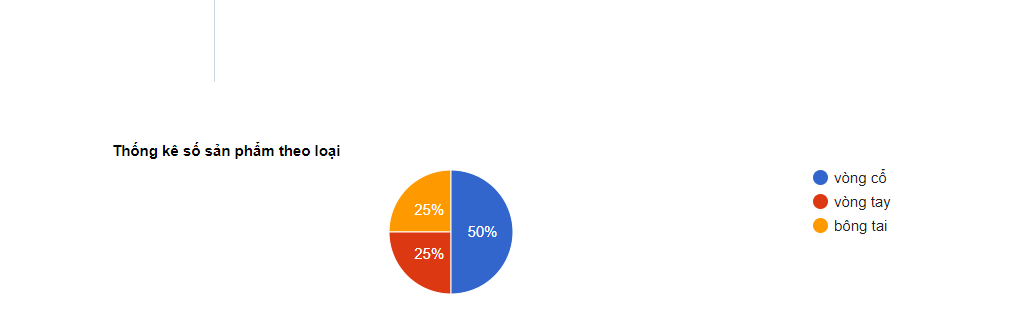 Thống kê số sản phẩm theo loại
25%
50%
25%
vòng cổ
vòng tay
bông tai